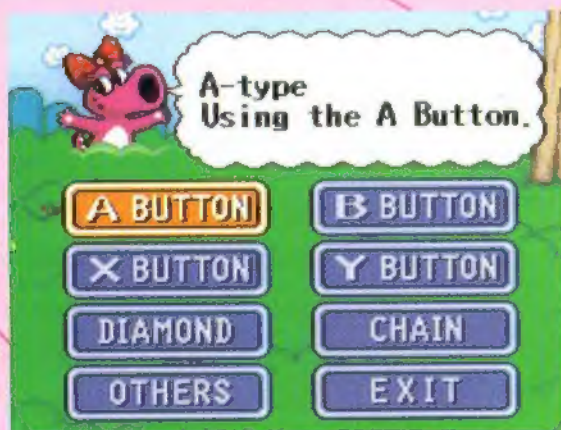 A-type
Using the A Button.
A BUTTON
B BUTTON
X BUTTON
Y BUTTON
DIAMOND
CHAIN
OTHERS
EXIT